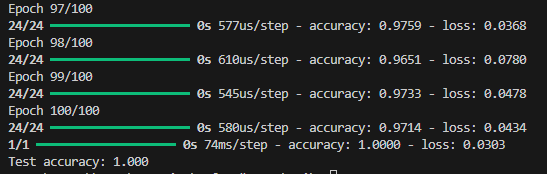 Epoch 97/100
24/24 ━━━━━━━━━━━━━━━━━━━━ 0s 577us/step - accuracy: 0.9759 - loss: 0.0368
Epoch 98/100
24/24 ━━━━━━━━━━━━━━━━━━━━ 0s 610us/step - accuracy: 0.9651 - loss: 0.0780
Epoch 99/100
24/24 ━━━━━━━━━━━━━━━━━━━━ 0s 545us/step - accuracy: 0.9733 - loss: 0.0478
Epoch 100/100
24/24 ━━━━━━━━━━━━━━━━━━━━ 0s 580us/step - accuracy: 0.9714 - loss: 0.0434
1/1 ━━━━━━━━━━━━━━━━━━━━ 0s 74ms/step - accuracy: 1.0000 - loss: 0.0303
Test accuracy: 1.000